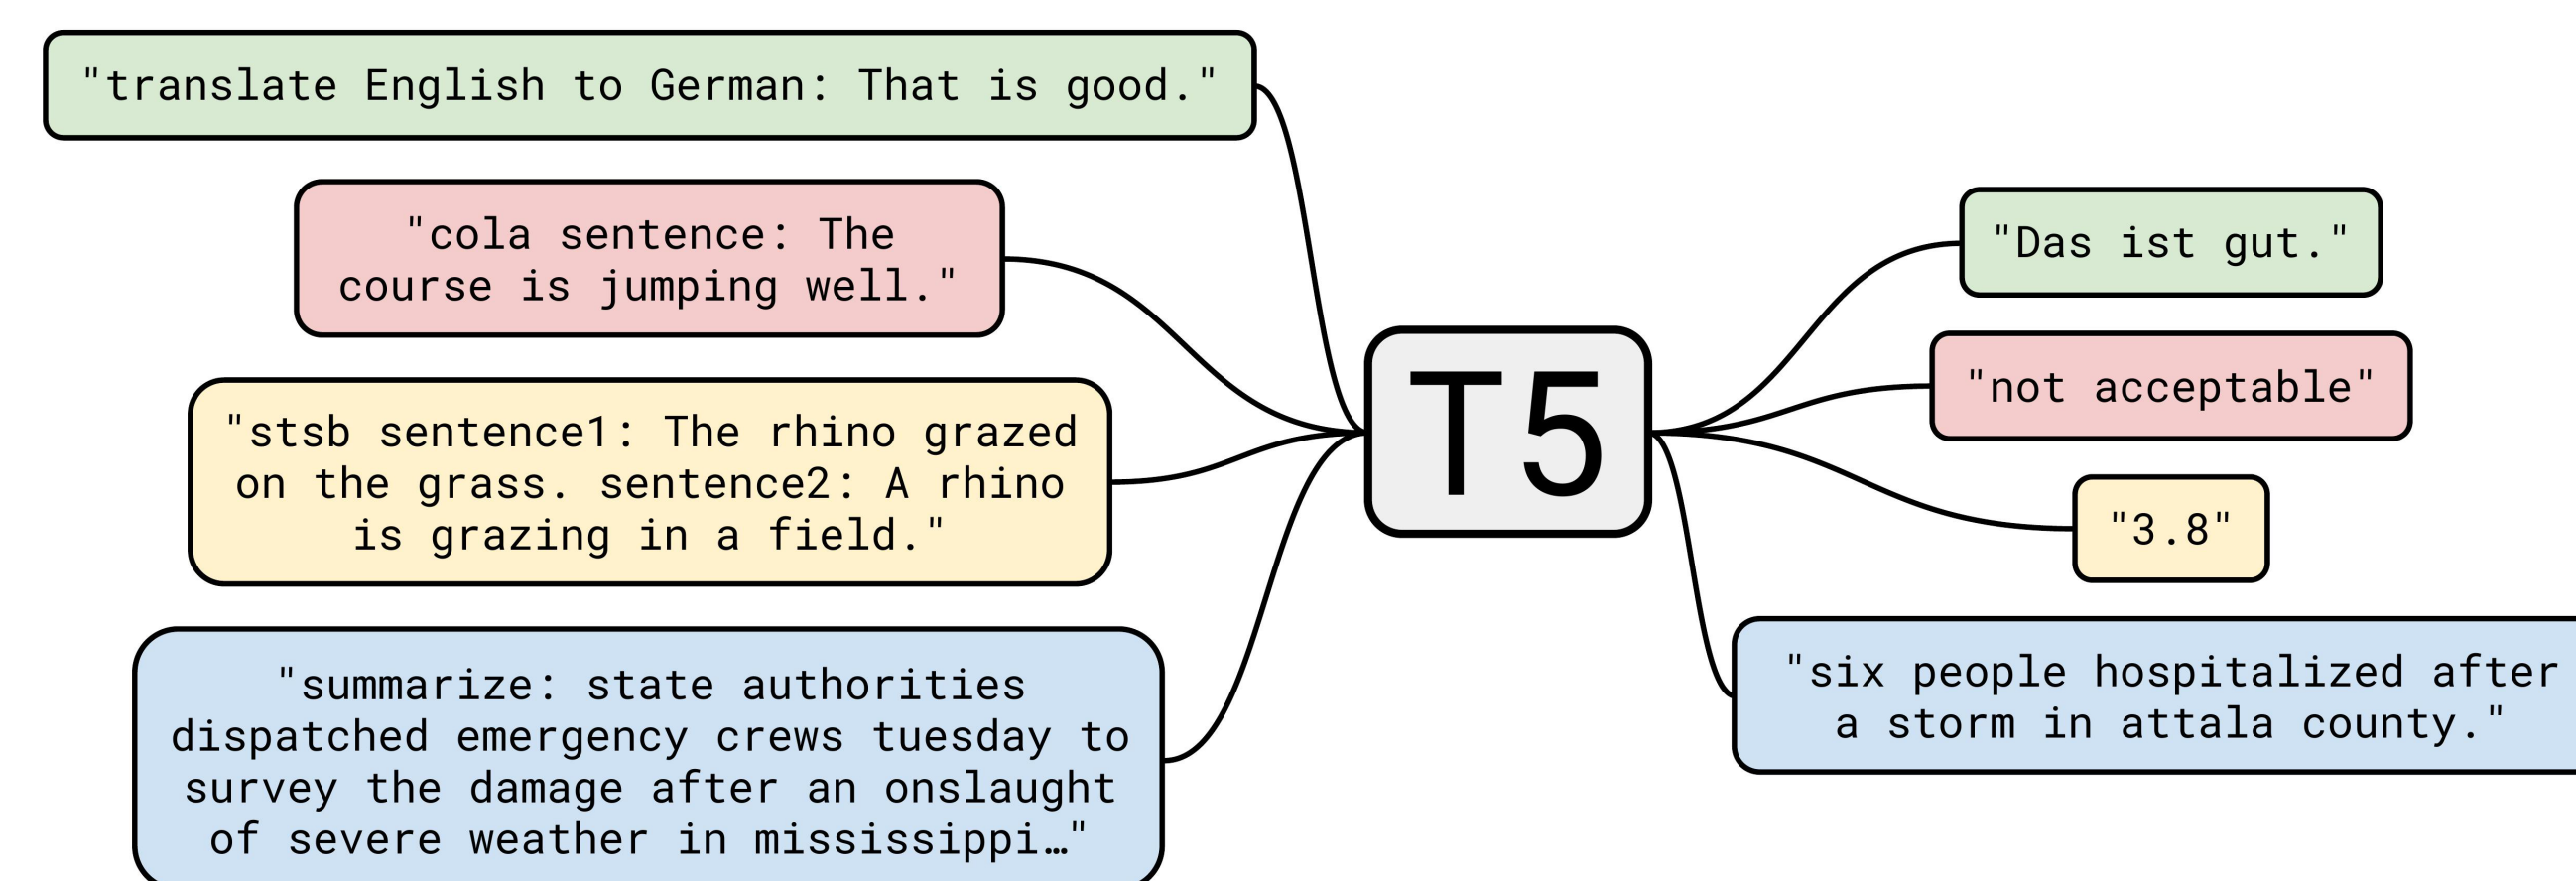 "translate English to German: That is good."
"cola sentence: The
course is jumping well."
"stsb sentence1: The rhino grazed
on the grass. sentence2: A rhino
is grazing in a field."
"summarize: state authorities
dispatched emergency crews tuesday to
survey the damage after an onslaught
of severe weather in mississippi…"
T5
"Das ist gut."
"not acceptable"
"3.8"
"six people hospitalized after
a storm in attala county."